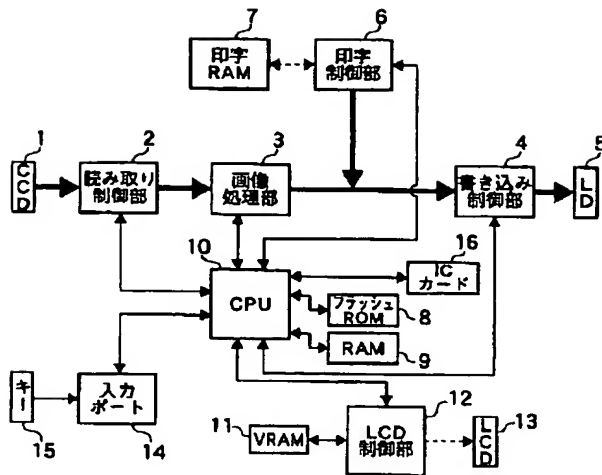 7
6
印字
RAM
印字
制御部
1
2
3
4
5
CCD
読み取り
制御部
画像
処理部
書き込み
制御部
LD
10
16
CPU
IC
カード
フラッシュ
ROM
8
RAM
9
キー
入力
ポート
15
14
11
VRAM
12
LCD
制御部
13
LCD